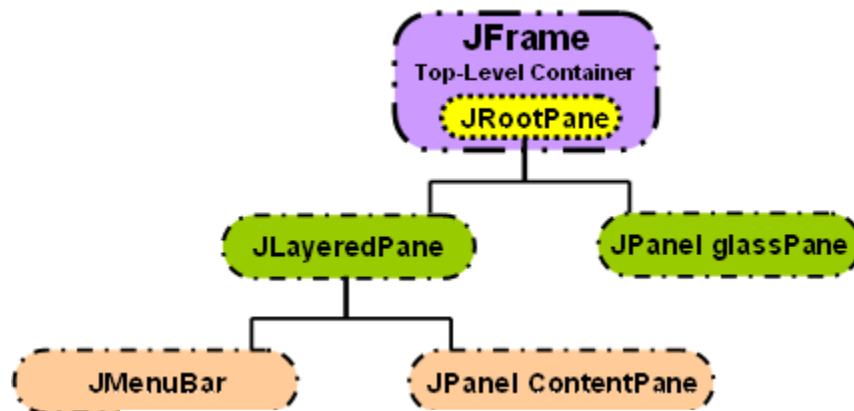 JFrame
Top-Level Container
JRootPane
JLayeredPane
JPanel glassPane
JMenuBar
JPanel ContentPane